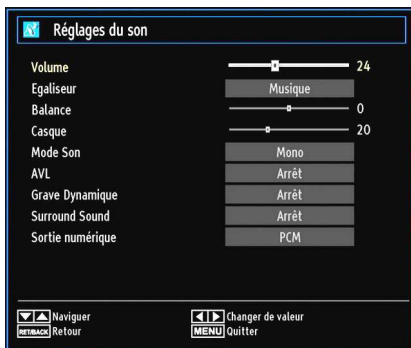 Réglages du son
Volume 24
Egaliseur Musique
Balance 0
Casque 20
Mode Son Mono
AVL Arrêt
Grave Dynamique Arrêt
Surround Sound Arrêt
Sortie numérique PCM
Naviguer Changer de valeur
RET/BACK Retour MENU Quitter